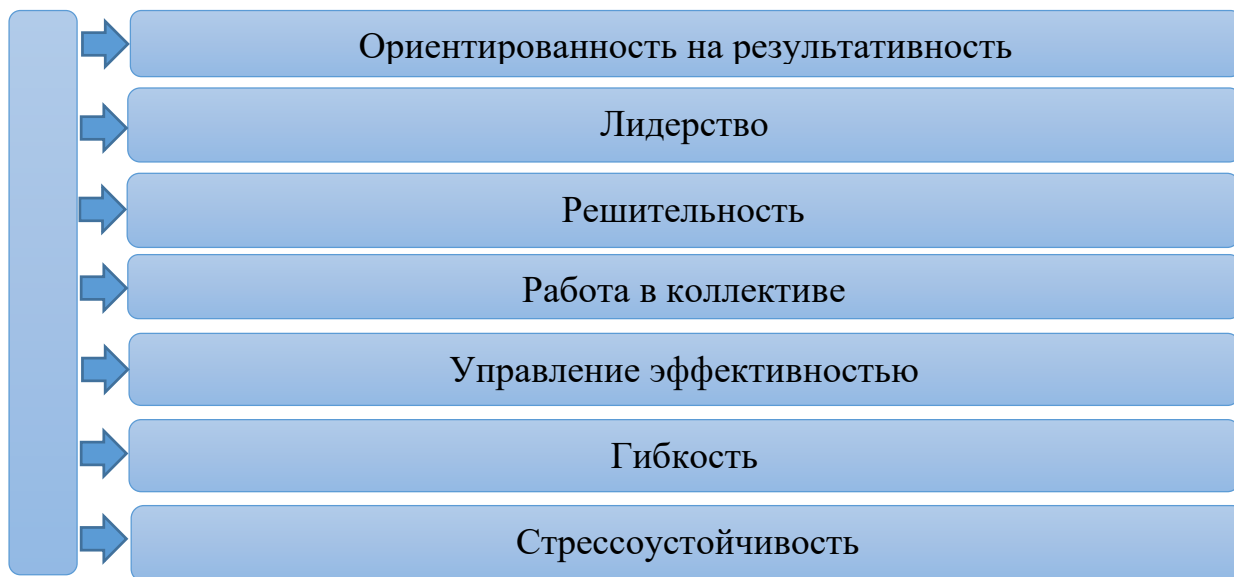 Ориентированность на результативность
Лидерство
Решительность
Работа в коллективе
Управление эффективностью
Гибкость
Стрессоустойчивость